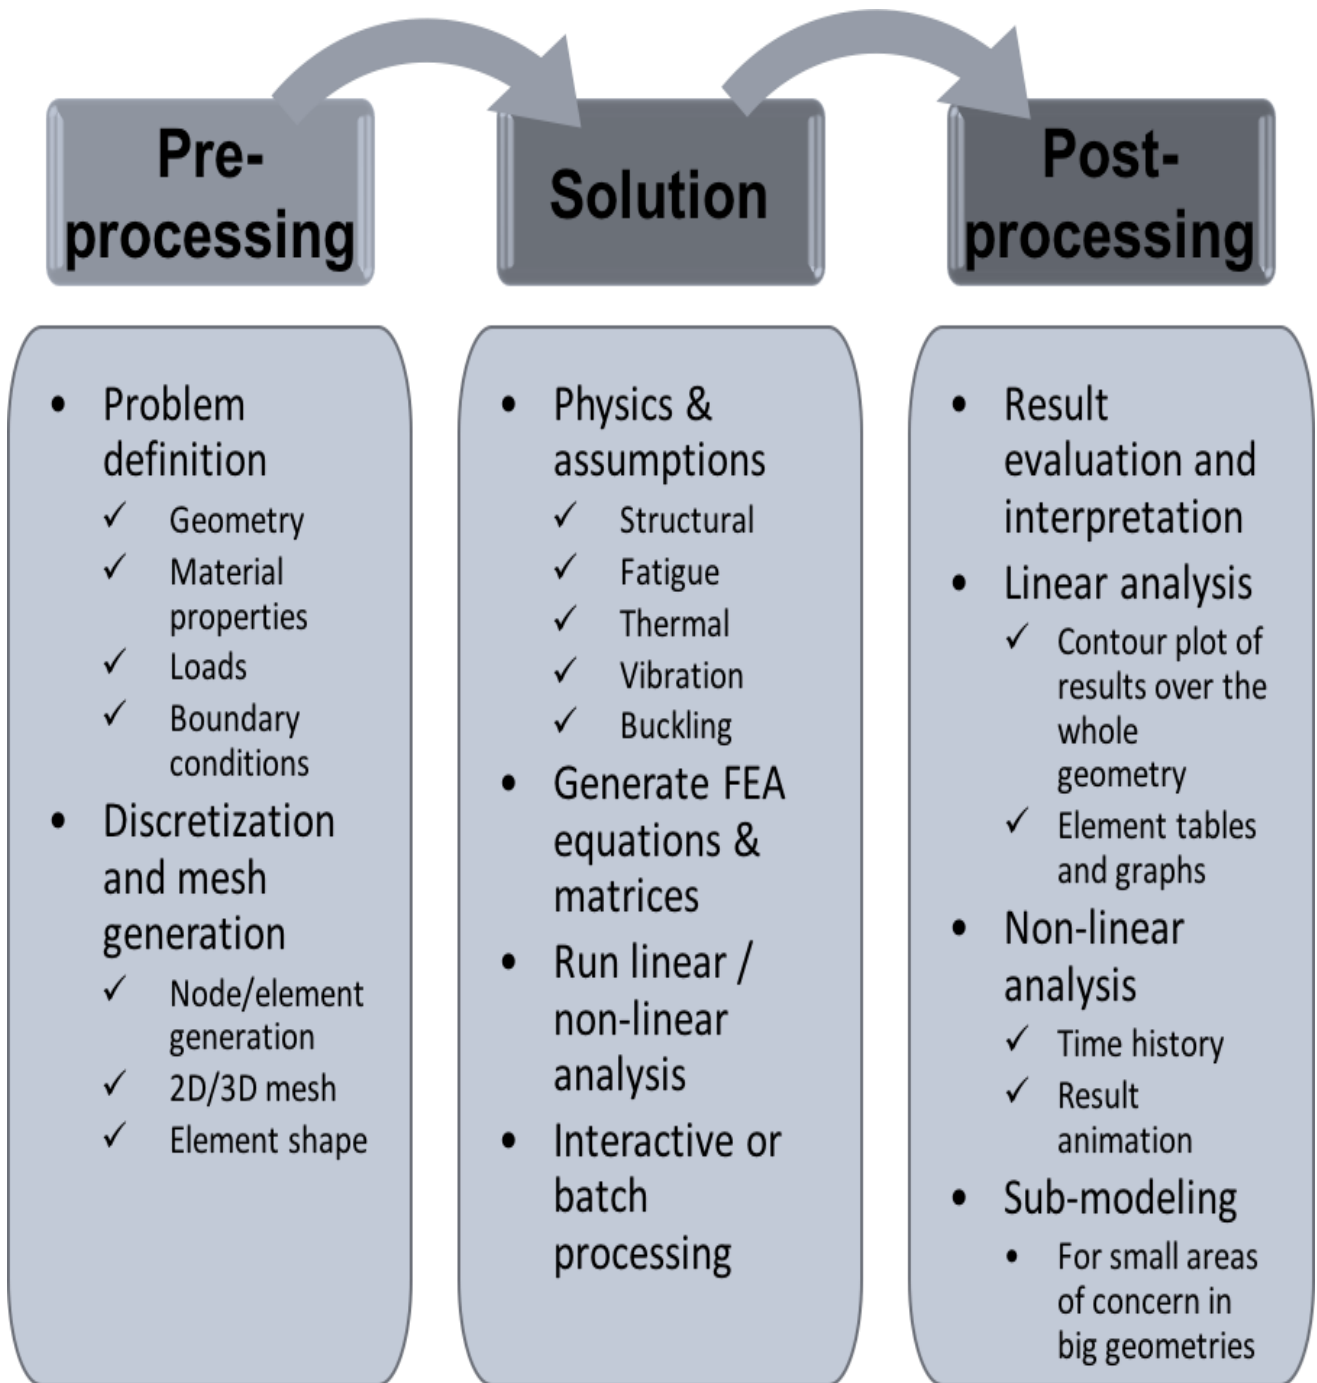 Pre-
processing
Solution
Post-
processing
• Problem
definition
✓ Geometry
✓ Material
properties
✓ Loads
✓ Boundary
conditions
• Discretization
and mesh
generation
✓ Node/element
generation
✓ 2D/3D mesh
✓ Element shape
• Physics &
assumptions
✓ Structural
✓ Fatigue
✓ Thermal
✓ Vibration
✓ Buckling
• Generate FEA
equations &
matrices
• Run linear /
non-linear
analysis
• Interactive or
batch
processing
• Result
evaluation and
interpretation
• Linear analysis
✓ Contour plot of
results over the
whole
geometry
✓ Element tables
and graphs
• Non-linear
analysis
✓ Time history
✓ Result
animation
• Sub-modeling
• For small areas
of concern in
big geometries